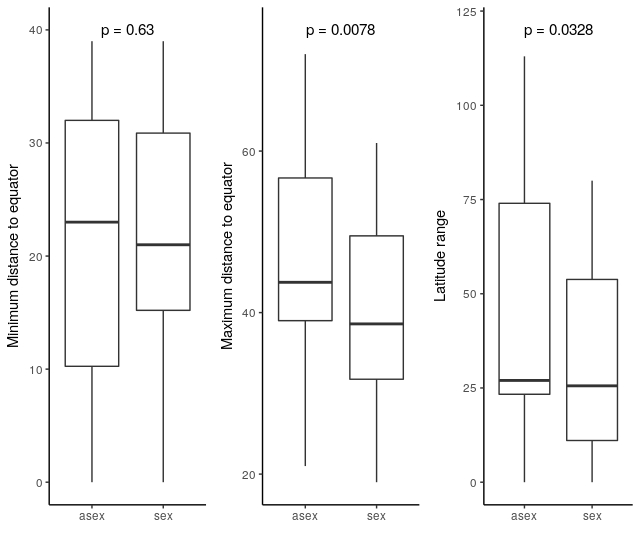 Minimum distance to equator
40
30
20
10
0
p = 0.63
asex
sex
Maximum distance to equator
60
40
20
p = 0.0078
asex
sex
Latitude range
125
100
75
50
25
0
p = 0.0328
asex
sex